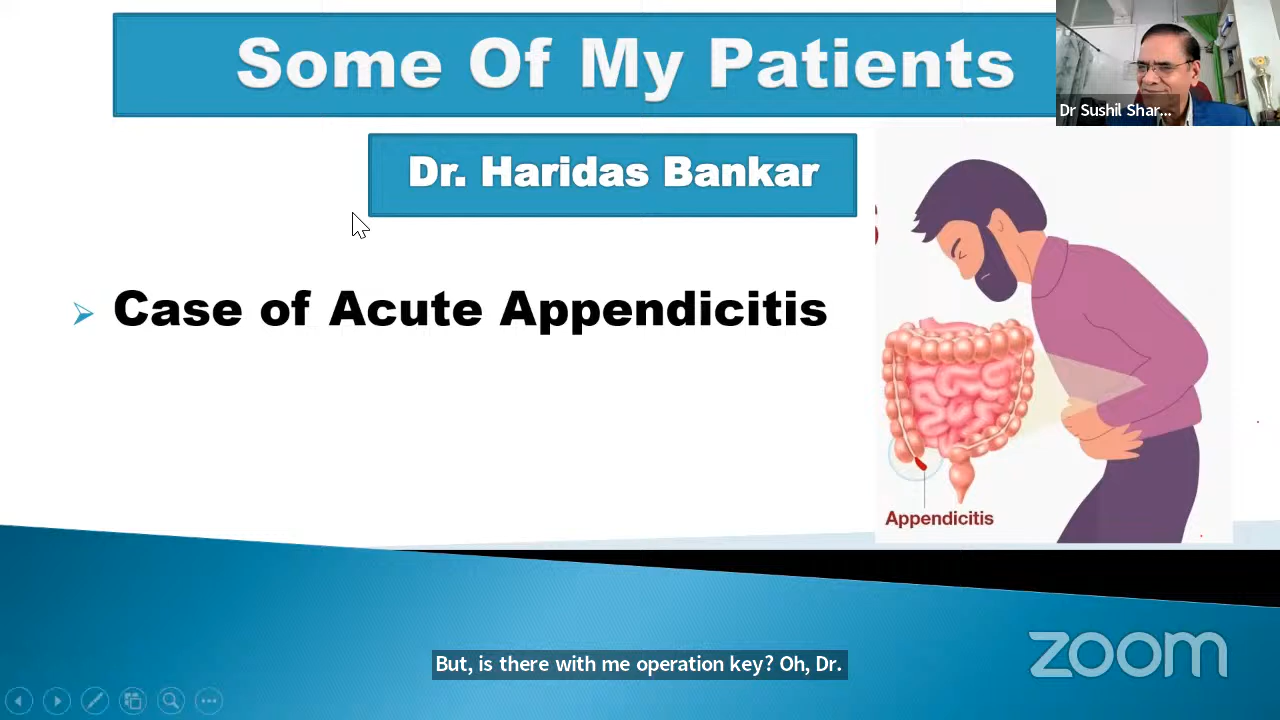 Some Of My Patients
Dr Sushil Shar...
Dr. Haridas Bankar
Case of Acute Appendicitis
Appendicitis
But, is there with me operation key? Oh, Dr.
zoom